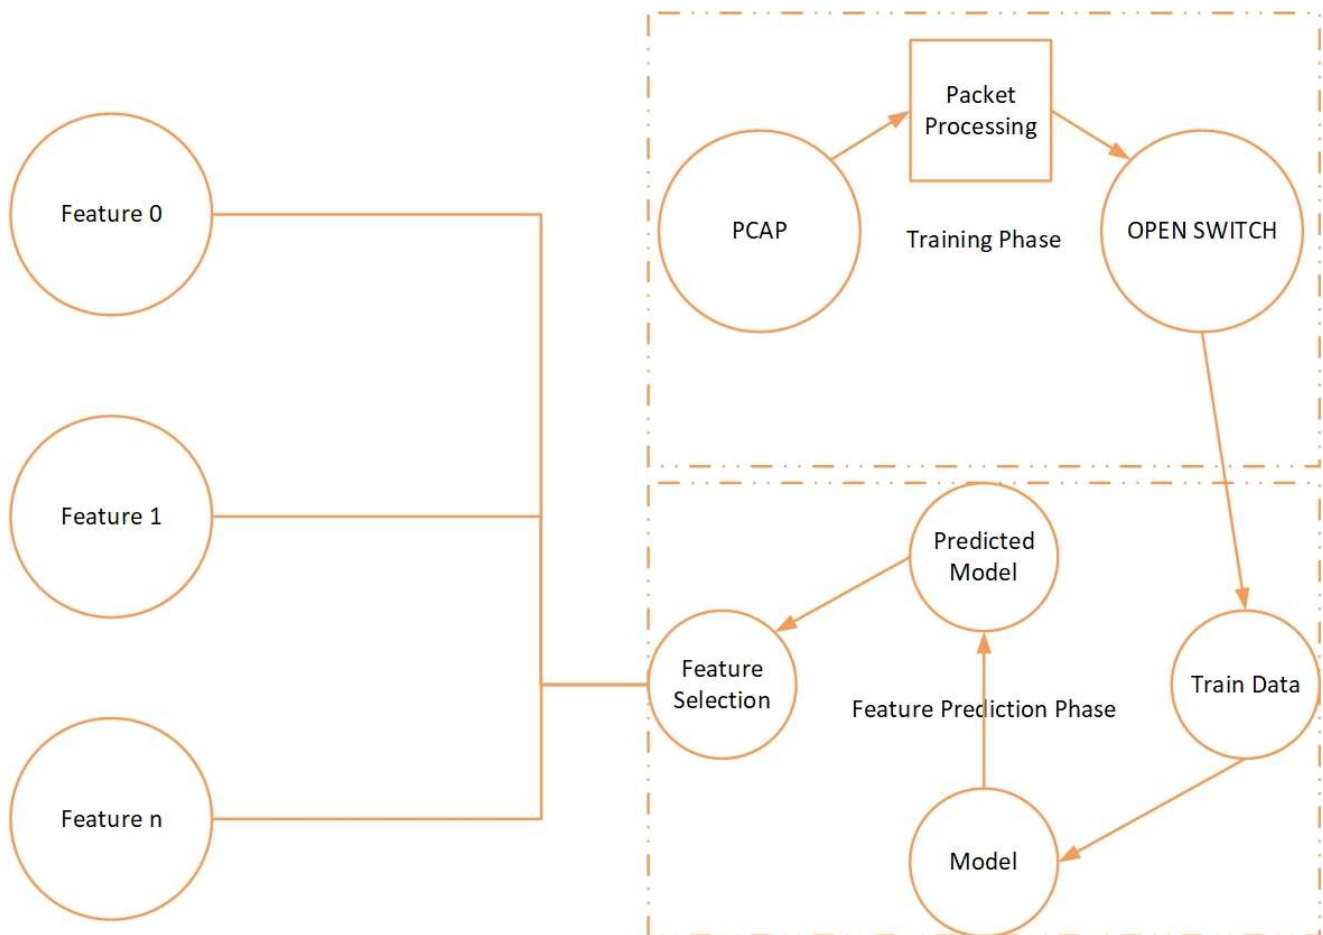 Feature 0
Feature 1
Feature n
Packet
Processing
PCAP
Training Phase
OPEN SWITCH
Predicted
Model
Feature
Selection
Feature Prediction Phase
Train Data
Model